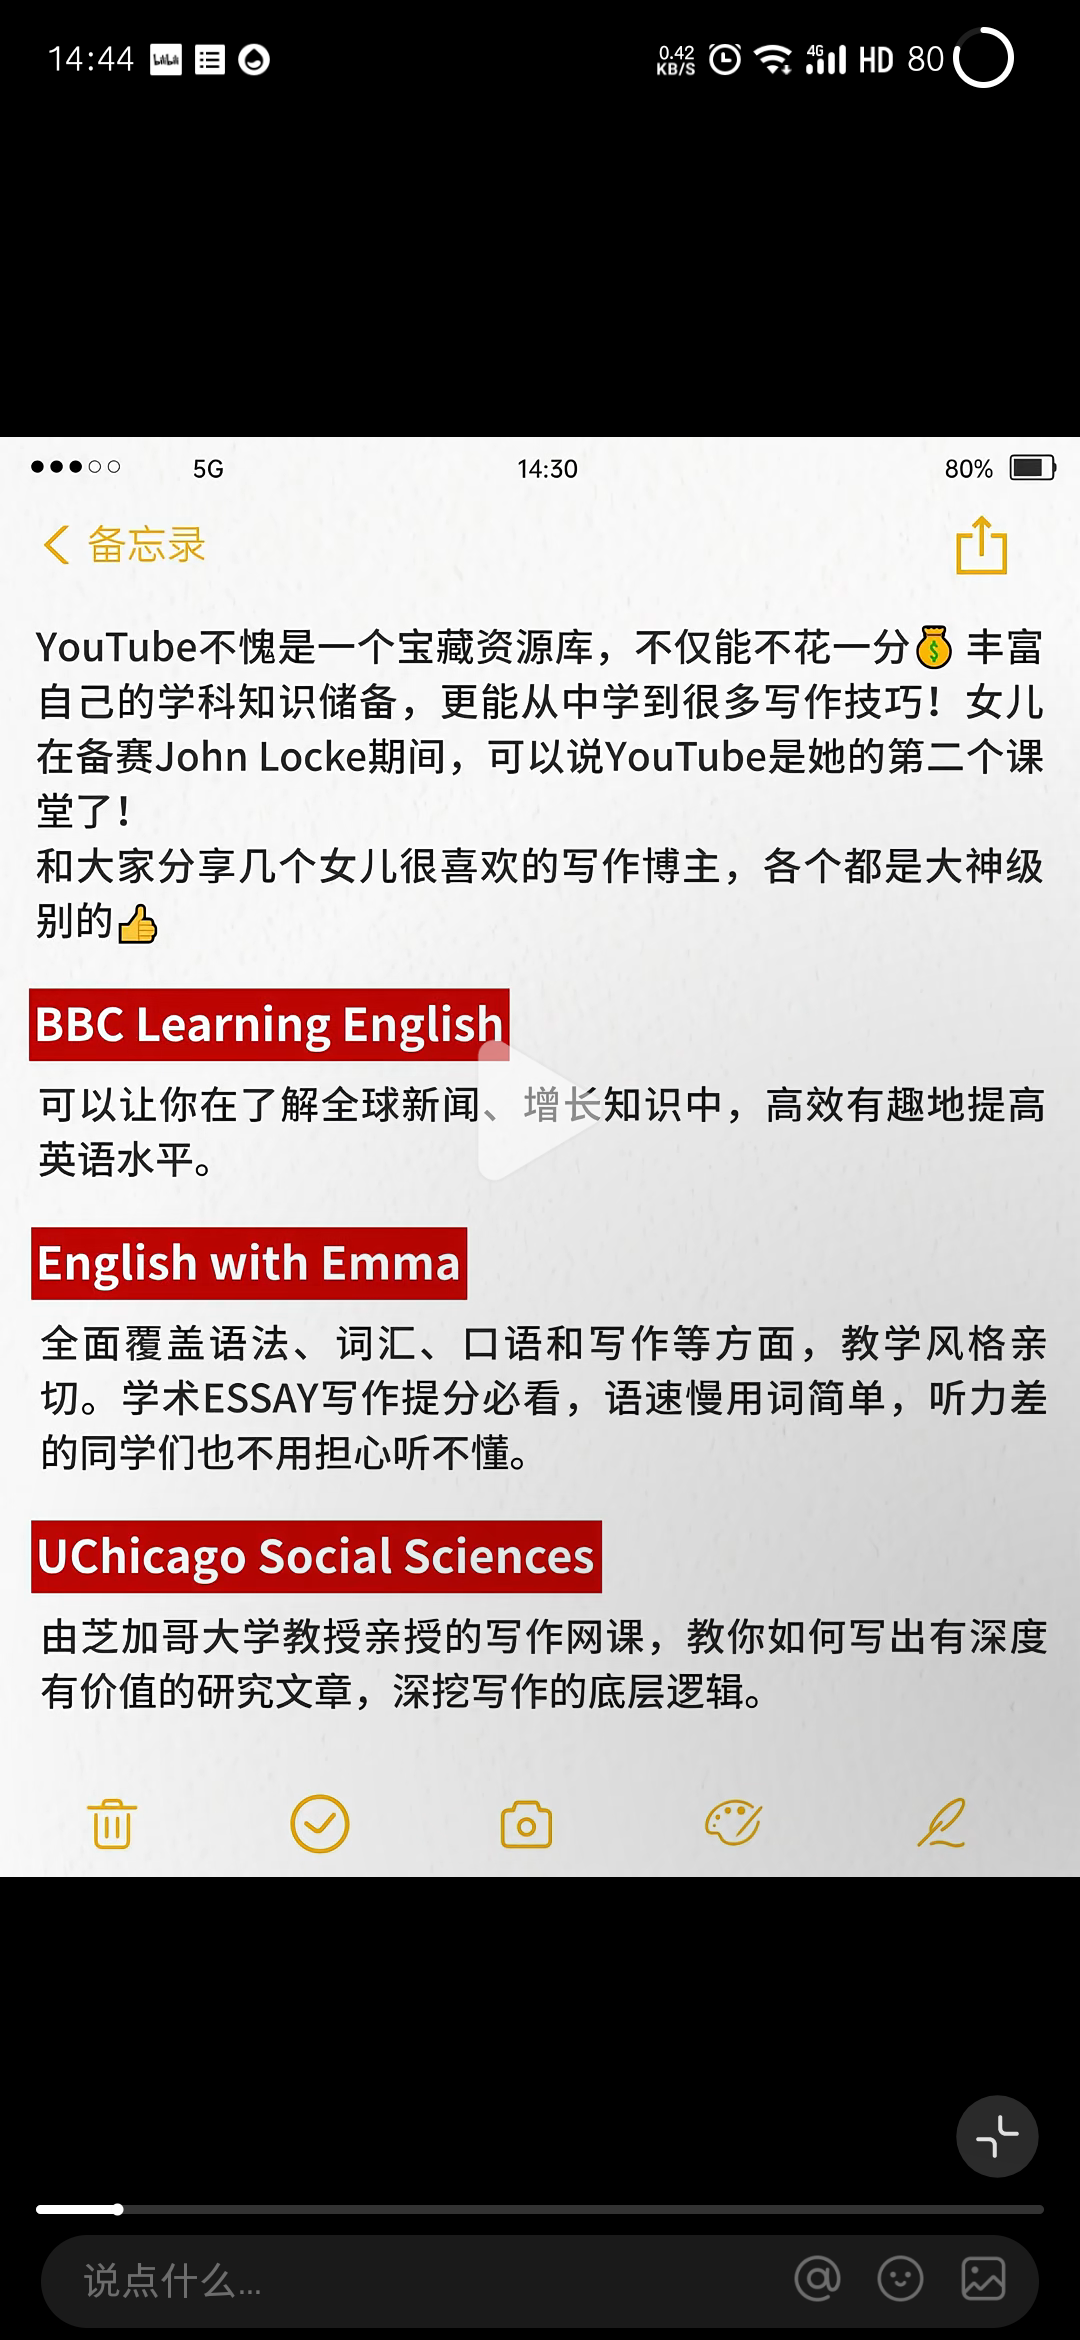 14:44 bilibili 0.42 KB/S 4G HD 80
5G 14:30 80%
备忘录
YouTube不愧是一个宝藏资源库，不仅能不花一分💰丰富
自己的学科知识储备，更能从中学到很多写作技巧！女儿
在备赛John Locke期间，可以说YouTube是她的第二个课
堂了！
和大家分享几个女儿很喜欢的写作博主，各个都是大神级
别的👍
BBC Learning English
可以让你在了解全球新闻、增长知识中，高效有趣地提高
英语水平。
English with Emma
全面覆盖语法、词汇、口语和写作等方面，教学风格亲
切。学术ESSAY写作提分必看，语速慢用词简单，听力差
的同学们也不用担心听不懂。
UChicago Social Sciences
由芝加哥大学教授亲授的写作网课，教你如何写出有深度
有价值的研究文章，深挖写作的底层逻辑。
说点什么...